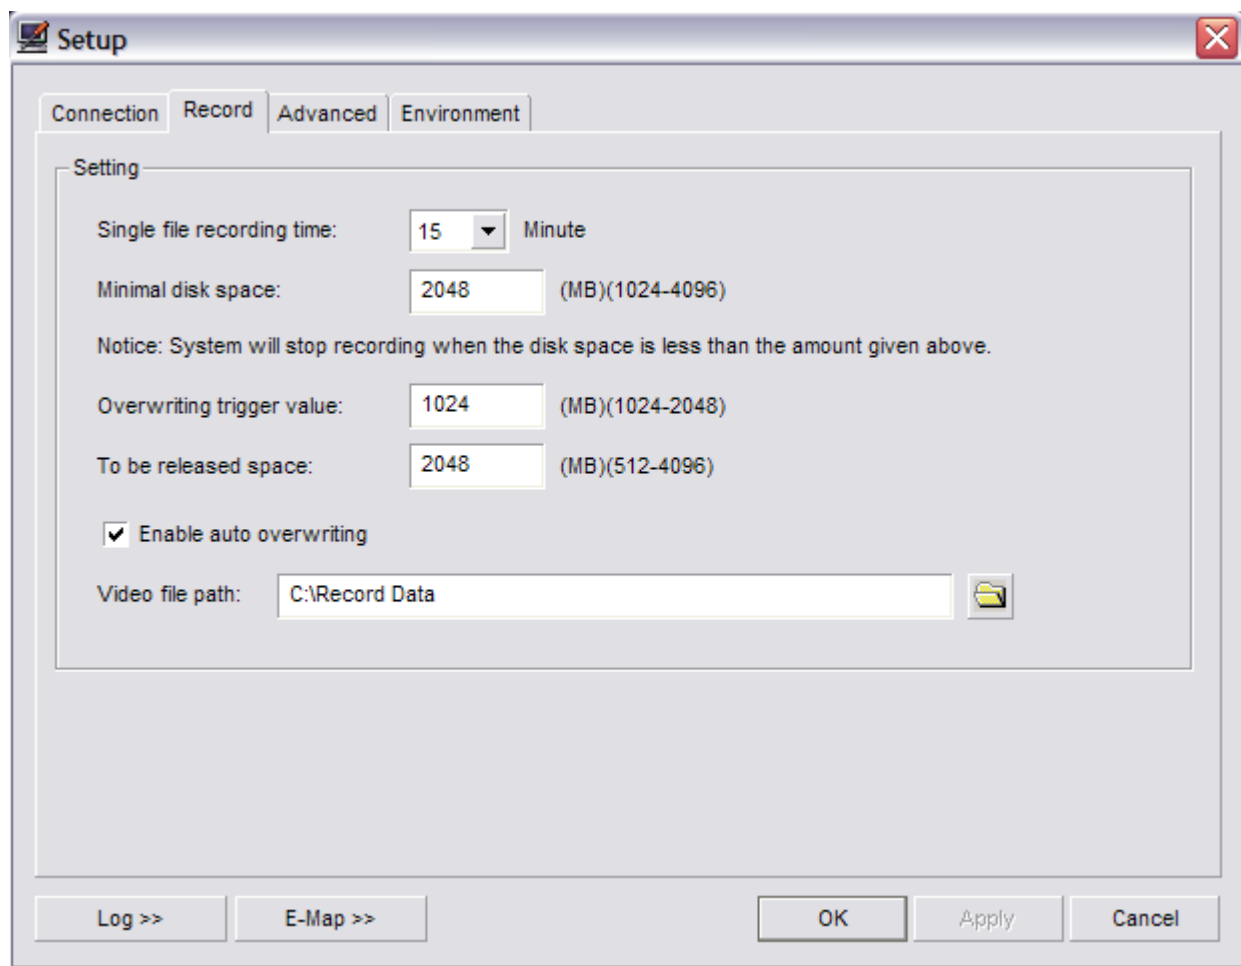 Setup
Connection Record Advanced Environment
Setting
Single file recording time: 15 Minute
Minimal disk space: 2048 (MB)(1024-4096)
Notice: System will stop recording when the disk space is less than the amount given above.
Overwriting trigger value: 1024 (MB)(1024-2048)
To be released space: 2048 (MB)(512-4096)
Enable auto overwriting
Video file path: C:\Record Data
Log >> E-Map >> OK Apply Cancel